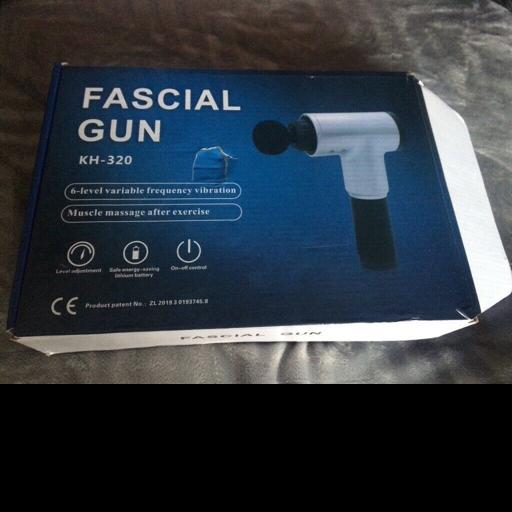 FASCIAL
GUN
KH-320
6-level variable frequency vibration
Muscle massage after exercise
Level adjustment
Safe energy-saving
lithium battery
On-off control
CE Product patent No.: ZL 2019 3 0193745.8
FASCIAL GUN